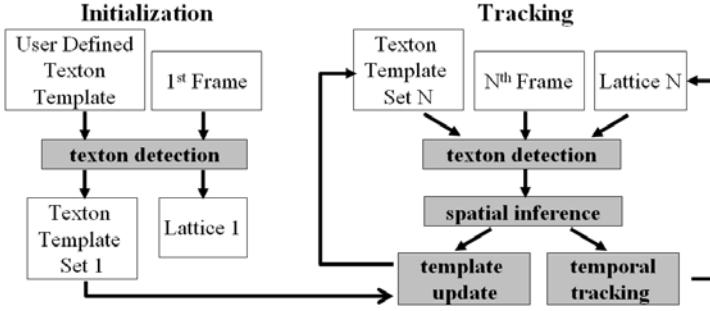 Initialization
User Defined
Texton
Template
1st Frame
texton detection
Texton
Template
Set 1
Lattice 1
Tracking
Texton
Template
Set N
Nth Frame
Lattice N
texton detection
spatial inference
template
update
temporal
tracking